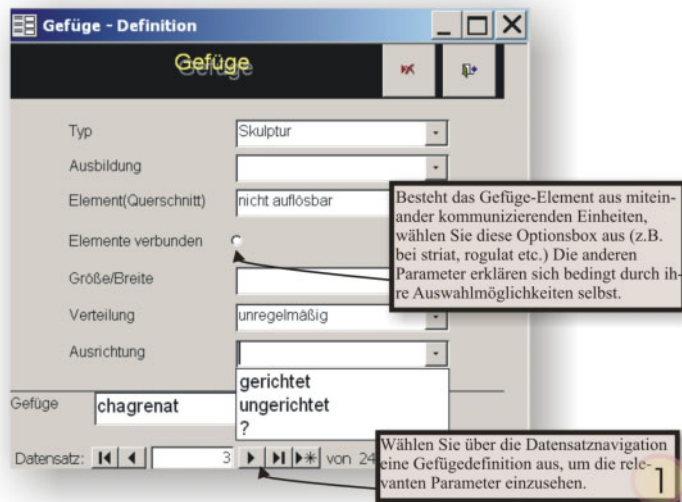 Gefüge - Definition
Gefüge
Typ
Skulptur
Ausbildung
Element(Querschnitt)
nicht auflösbar
Elemente verbunden
Größe/Breite
Verteilung
unregelmäßig
Ausrichtung
gerichtet
ungerichtet
?
Besteht das Gefüge-Element aus mitein-
ander kommunizierenden Einheiten,
wählen Sie diese Optionsbox aus (z.B.
bei striat, rogulat etc.) Die anderen
Parameter erklären sich bedingt durch ih-
re Auswahlmöglichkeiten selbst.
Gefüge
chagrenat
Datensatz:
3
von 24
Wählen Sie über die Datensatznavigation
eine Gefügedefinition aus, um die rele-
vanten Parameter einzusehen.
1